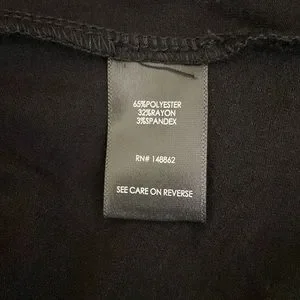 65%POLYESTER
32%RAYON
3%SPANDEX
RN# 148862
SEE CARE ON REVERSE